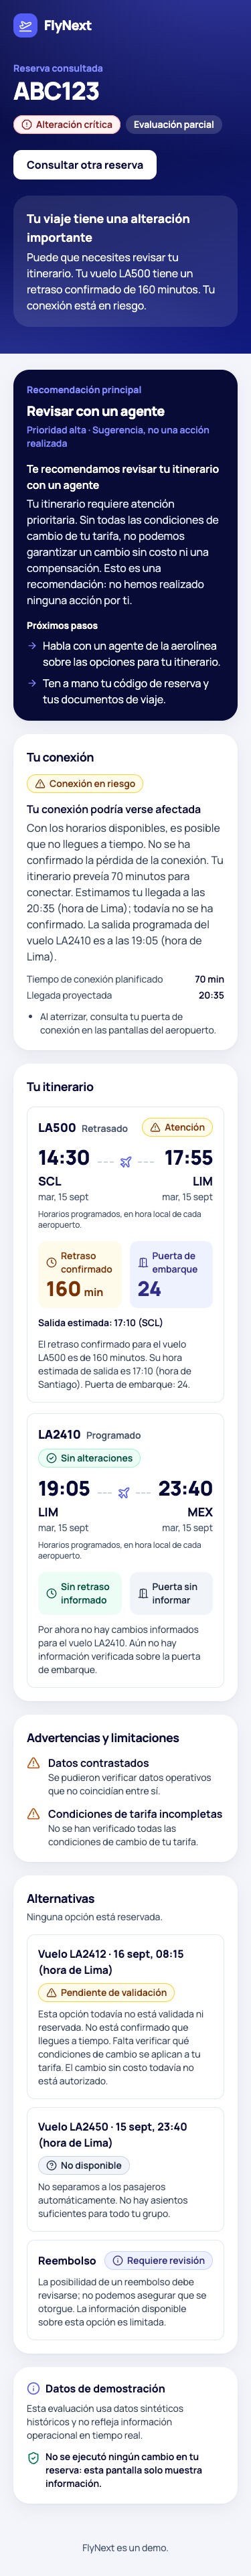 FlyNext
Reserva consultada
ABC123
Alteración crítica
Evaluación parcial
Consultar otra reserva
Tu viaje tiene una alteración
importante
Puede que necesites revisar tu
itinerario. Tu vuelo LA500 tiene un
retraso confirmado de 160 minutos. Tu
conexión está en riesgo.
Recomendación principal
Revisar con un agente
Prioridad alta · Sugerencia, no una acción
realizada
Te recomendamos revisar tu itinerario
con un agente
Tu itinerario requiere atención
prioritaria. Sin todas las condiciones de
cambio de tu tarifa, no podemos
garantizar un cambio sin costo ni una
compensación. Esto es una
recomendación: no hemos realizado
ninguna acción por ti.
Próximos pasos
→ Habla con un agente de la aerolínea
sobre las opciones para tu itinerario.
→ Ten a mano tu código de reserva y
tus documentos de viaje.
Tu conexión
Conexión en riesgo
Tu conexión podría verse afectada
Con los horarios disponibles, es posible
que no llegues a tiempo. No se ha
confirmado la pérdida de la conexión. Tu
itinerario preveía 70 minutos para
conectar. Estimamos tu llegada a las
20:35 (hora de Lima); todavía no se ha
confirmado. La salida programada del
vuelo LA2410 es a las 19:05 (hora de
Lima).
Tiempo de conexión planificado 70 min
Llegada proyectada 20:35
• Al aterrizar, consulta tu puerta de
conexión en las pantallas del aeropuerto.
Tu itinerario
LA500 Retrasado Atención
14:30 17:55
SCL LIM
mar, 15 sept mar, 15 sept
Horarios programados, en hora local de cada
aeropuerto.
Retraso
confirmado
160 min
Puerta de
embarque
24
Salida estimada: 17:10 (SCL)
El retraso confirmado para el vuelo
LA500 es de 160 minutos. Su hora
estimada de salida es 17:10 (hora de
Santiago). Puerta de embarque: 24.
LA2410 Programado
Sin alteraciones
19:05 23:40
LIM MEX
mar, 15 sept mar, 15 sept
Horarios programados, en hora local de cada
aeropuerto.
Sin retraso
informado
Puerta sin
informar
Por ahora no hay cambios informados
para el vuelo LA2410. Aún no hay
información verificada sobre la puerta
de embarque.
Advertencias y limitaciones
Datos contrastados
Se pudieron verificar datos operativos
que no coincidían entre sí.
Condiciones de tarifa incompletas
No se han verificado todas las
condiciones de cambio de tu tarifa.
Alternativas
Ninguna opción está reservada.
Vuelo LA2412 · 16 sept, 08:15
(hora de Lima)
Pendiente de validación
Esta opción todavía no está validada ni
reservada. No está confirmado que
llegues a tiempo. Falta verificar qué
condiciones de cambio se aplican a tu
tarifa. El cambio sin costo todavía no
está autorizado.
Vuelo LA2450 · 15 sept, 23:40
(hora de Lima)
No disponible
No separamos a los pasajeros
automáticamente. No hay asientos
suficientes para todo tu grupo.
Reembolso Requiere revisión
La posibilidad de un reembolso debe
revisarse; no podemos asegurar que se
otorgue. La información disponible
sobre esta opción es limitada.
Datos de demostración
Esta evaluación usa datos sintéticos
históricos y no refleja información
operacional en tiempo real.
No se ejecutó ningún cambio en tu
reserva: esta pantalla solo muestra
información.
FlyNext es un demo.